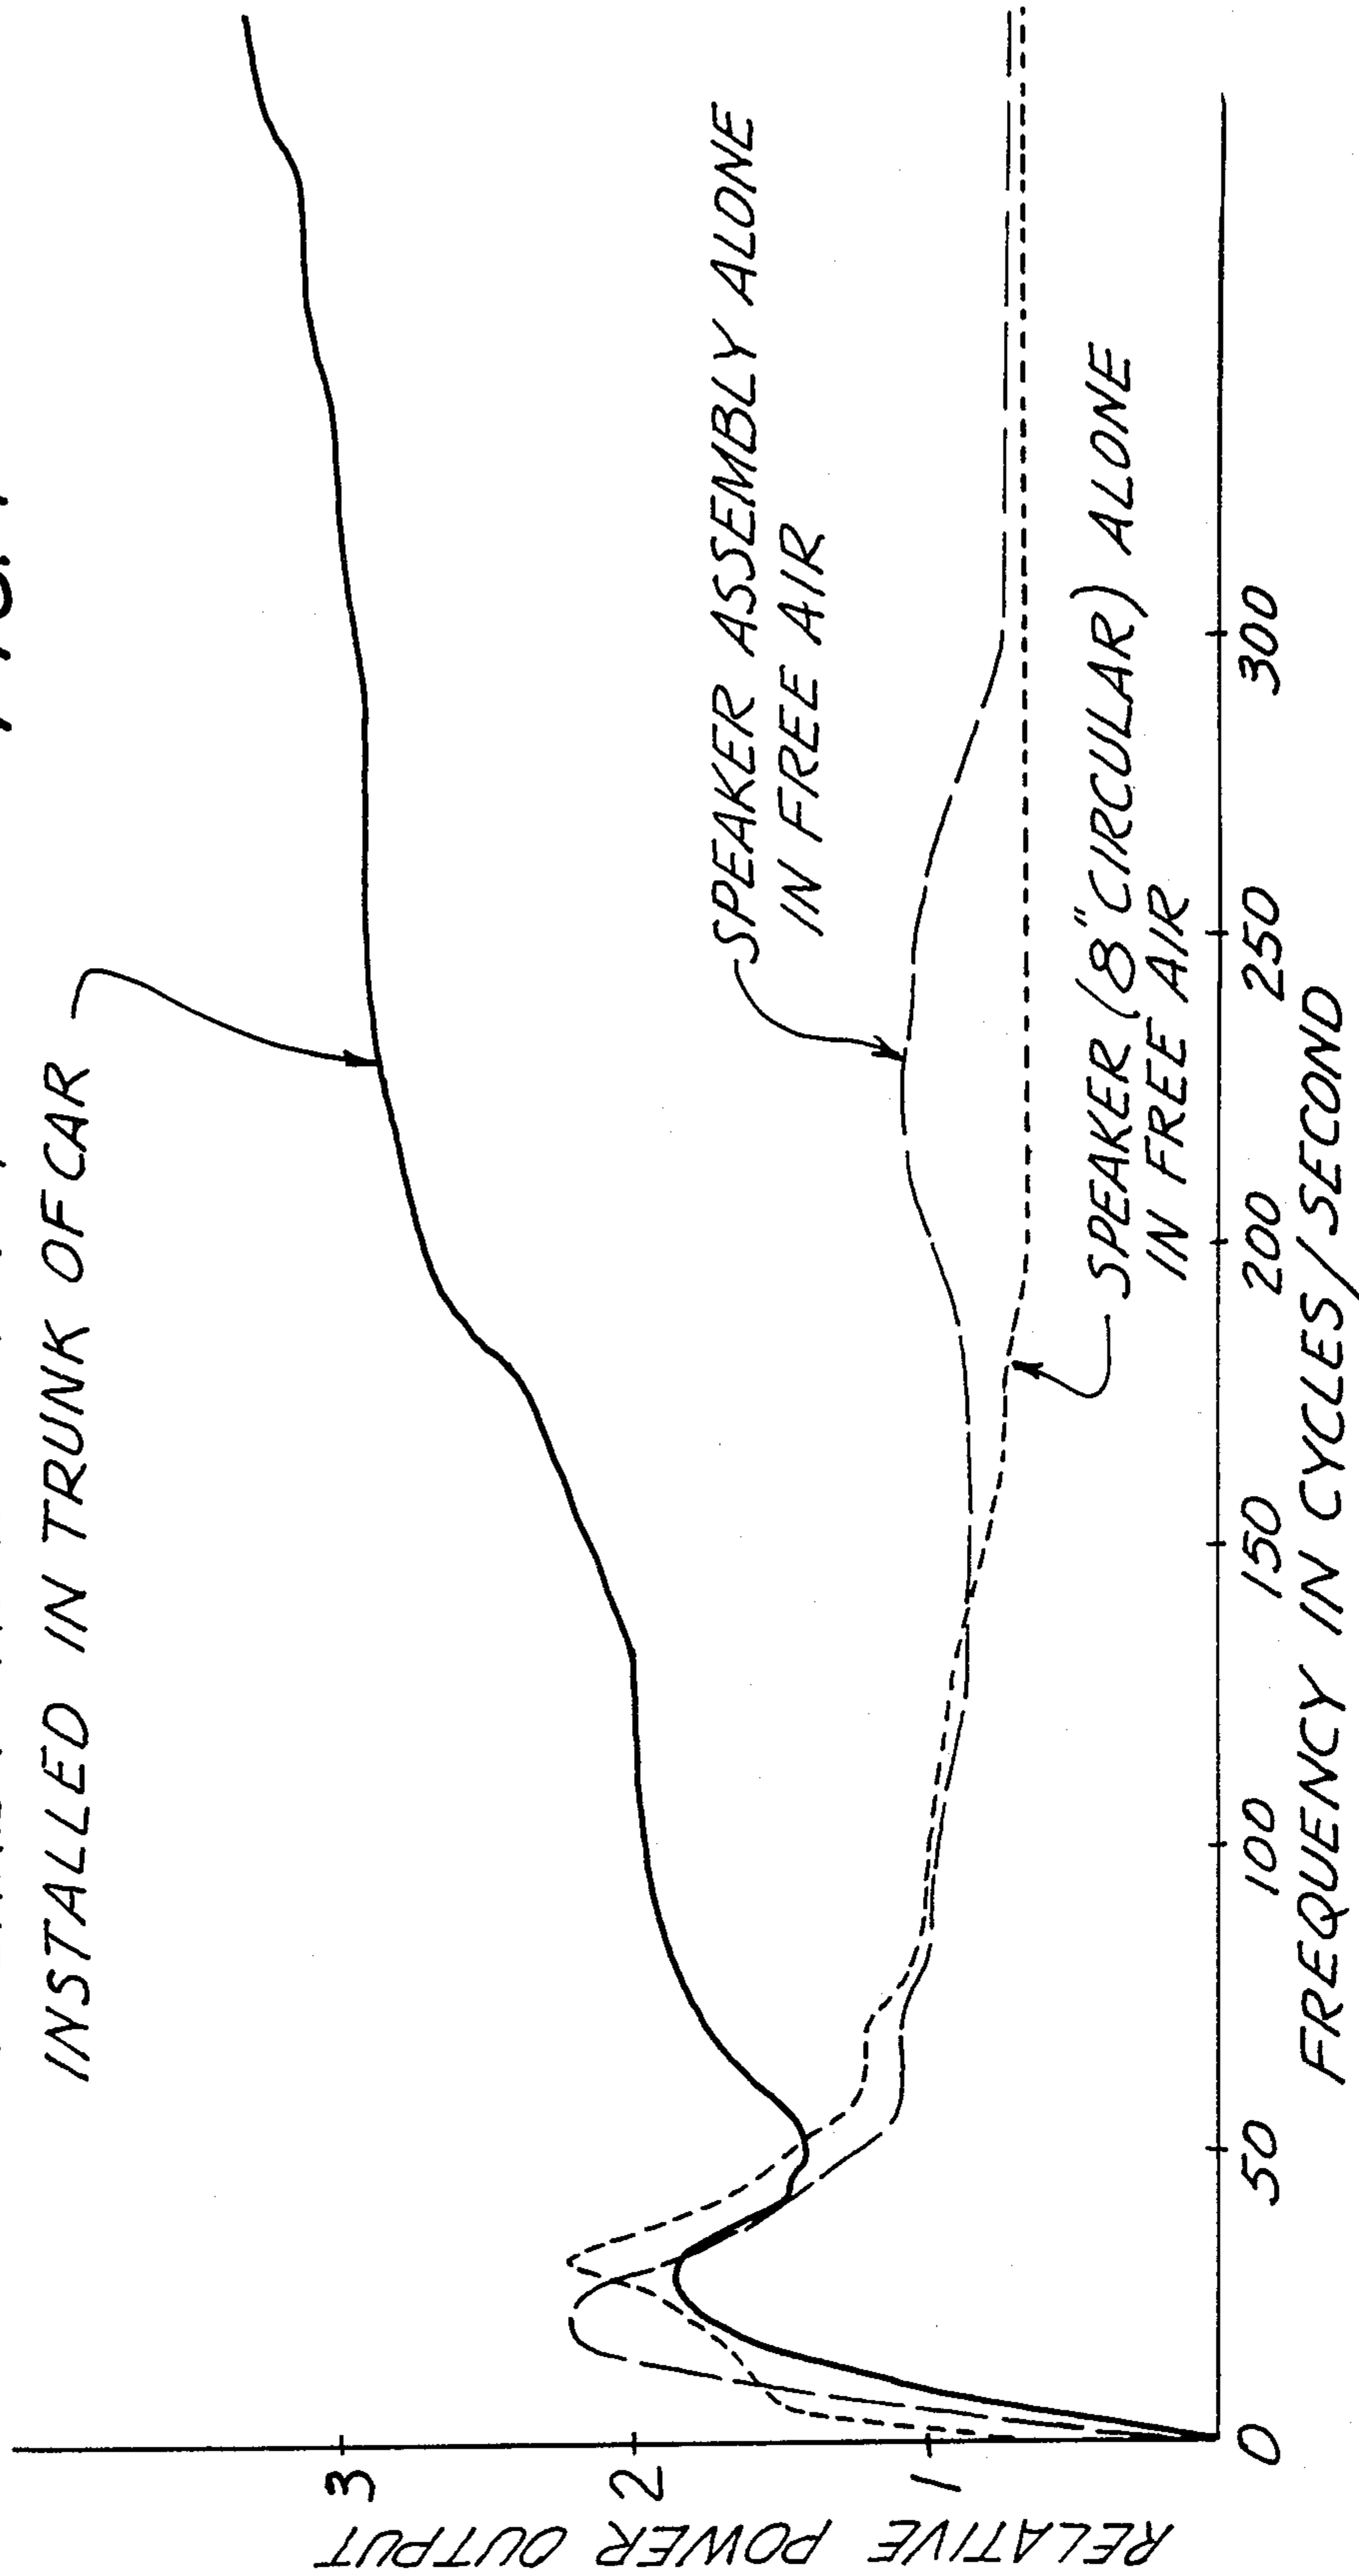 INSTALLED IN TRUNK OF CAR
SPEAKER ASSEMBLY ALONE
IN FREE AIR
SPEAKER (8" CIRCULAR) ALONE
IN FREE AIR
3
2
1
RELATIVE POWER OUTPUT
0 50 100 150 200 250 300
FREQUENCY IN CYCLES/SECOND